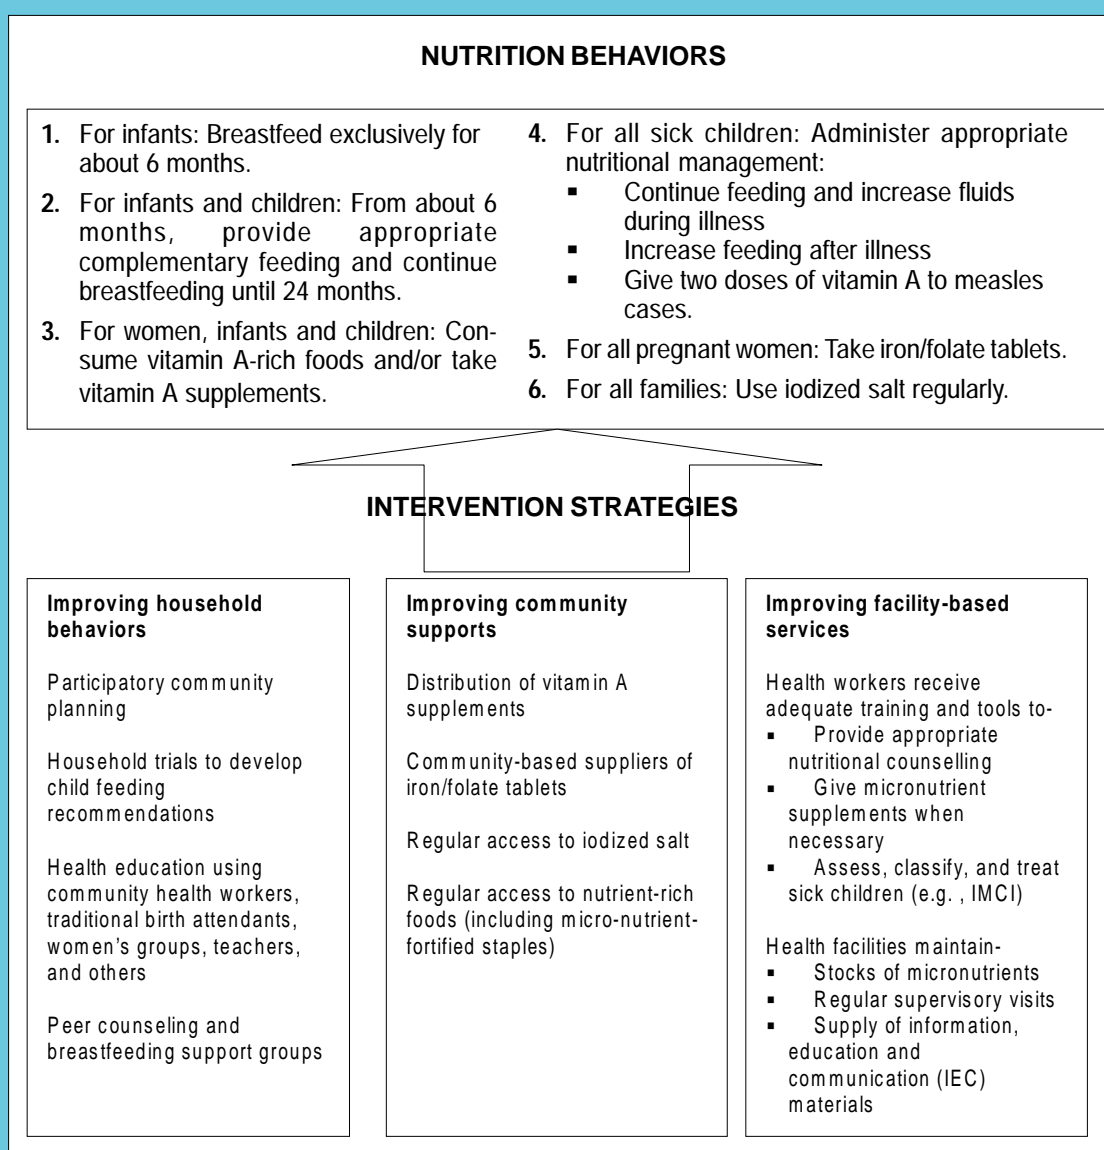 NUTRITION BEHAVIORS
1. For infants: Breastfeed exclusively for
about 6 months.
2. For infants and children: From about 6
months, provide appropriate
complementary feeding and continue
breastfeeding until 24 months.
3. For women, infants and children: Con-
sume vitamin A-rich foods and/or take
vitamin A supplements.
4. For all sick children: Administer appropriate
nutritional management:
▪ Continue feeding and increase fluids
during illness
▪ Increase feeding after illness
▪ Give two doses of vitamin A to measles
cases.
5. For all pregnant women: Take iron/folate tablets.
6. For all families: Use iodized salt regularly.
INTERVENTION STRATEGIES
Improving household
behaviors
Participatory community
planning
Household trials to develop
child feeding
recommendations
Health education using
community health workers,
traditional birth attendants,
women's groups, teachers,
and others
Peer counseling and
breastfeeding support groups
Improving community
supports
Distribution of vitamin A
supplements
Community-based suppliers of
iron/folate tablets
Regular access to iodized salt
Regular access to nutrient-rich
foods (including micro-nutrient-
fortified staples)
Improving facility-based
services
Health workers receive
adequate training and tools to-
▪ Provide appropriate
nutritional counselling
▪ Give micronutrient
supplements when
necessary
▪ Assess, classify, and treat
sick children (e.g. , IMCI)
Health facilities maintain-
▪ Stocks of micronutrients
▪ Regular supervisory visits
▪ Supply of information,
education and
communication (IEC)
materials